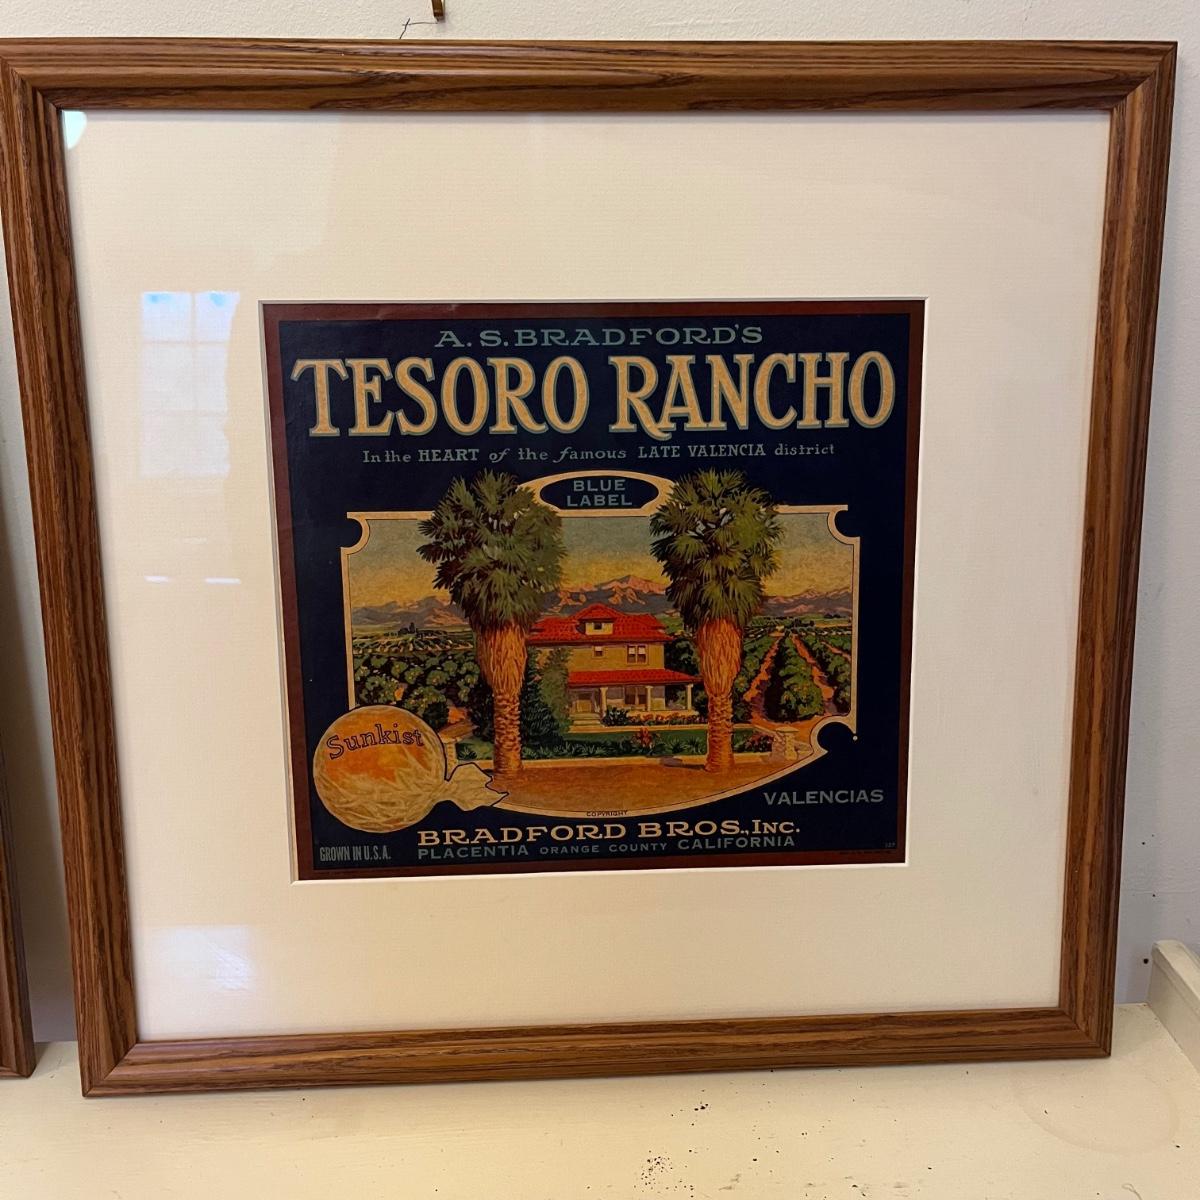 A. S. BRADFORD'S
TESORO RANCHO
In the HEART of the famous LATE VALENCIA district
BLUE
LABEL
Sunkist
VALENCIAS
COPYRIGHT
BRADFORD BROS., INC.
GROWN IN U.S.A.
PLACENTIA ORANGE COUNTY CALIFORNIA